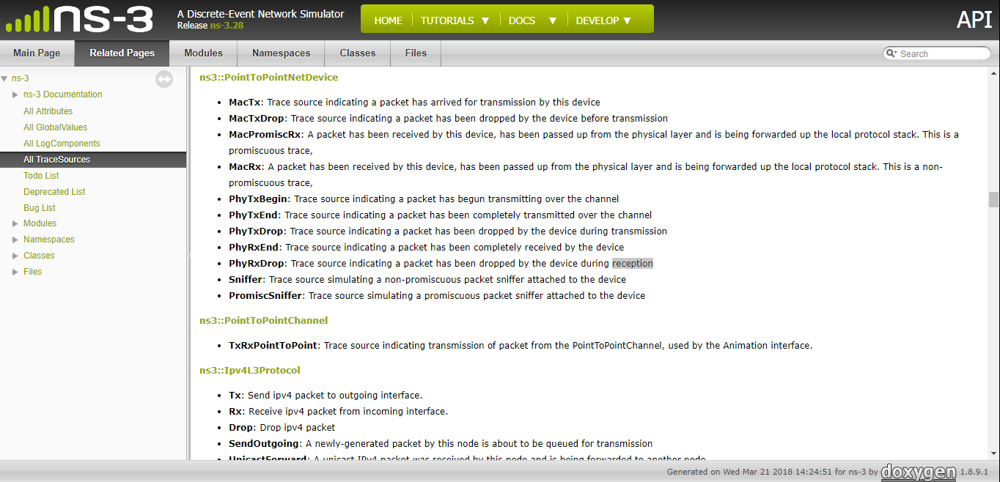 ns-3
A Discrete-Event Network Simulator
Release ns-3.28
HOME TUTORIALS ▼ DOCS ▼ DEVELOP ▼
API
Main Page Related Pages Modules Namespaces Classes Files
Search
ns-3
ns-3 Documentation
All Attributes
All GlobalValues
All LogComponents
All TraceSources
Todo List
Deprecated List
Bug List
Modules
Namespaces
Classes
Files
ns3::PointToPointNetDevice
• MacTx: Trace source indicating a packet has arrived for transmission by this device
• MacTxDrop: Trace source indicating a packet has been dropped by the device before transmission
• MacPromiscRx: A packet has been received by this device, has been passed up from the physical layer and is being forwarded up the local protocol stack. This is a
promiscuous trace,
• MacRx: A packet has been received by this device, has been passed up from the physical layer and is being forwarded up the local protocol stack. This is a non-
promiscuous trace,
• PhyTxBegin: Trace source indicating a packet has begun transmitting over the channel
• PhyTxEnd: Trace source indicating a packet has been completely transmitted over the channel
• PhyTxDrop: Trace source indicating a packet has been dropped by the device during transmission
• PhyRxEnd: Trace source indicating a packet has been completely received by the device
• PhyRxDrop: Trace source indicating a packet has been dropped by the device during reception
• Sniffer: Trace source simulating a non-promiscuous packet sniffer attached to the device
• PromiscSniffer: Trace source simulating a promiscuous packet sniffer attached to the device
ns3::PointToPointChannel
• TxRxPointToPoint: Trace source indicating transmission of packet from the PointToPointChannel, used by the Animation interface.
ns3::Ipv4L3Protocol
• Tx: Send ipv4 packet to outgoing interface.
• Rx: Receive ipv4 packet from incoming interface.
• Drop: Drop ipv4 packet
• SendOutgoing: A newly-generated packet by this node is about to be queued for transmission
• UnicastForward: A unicast IPv4 packet was received by this node and is being forwarded to another node
Generated on Wed Mar 21 2018 14:24:51 for ns-3 by doxygen 1.8.9.1